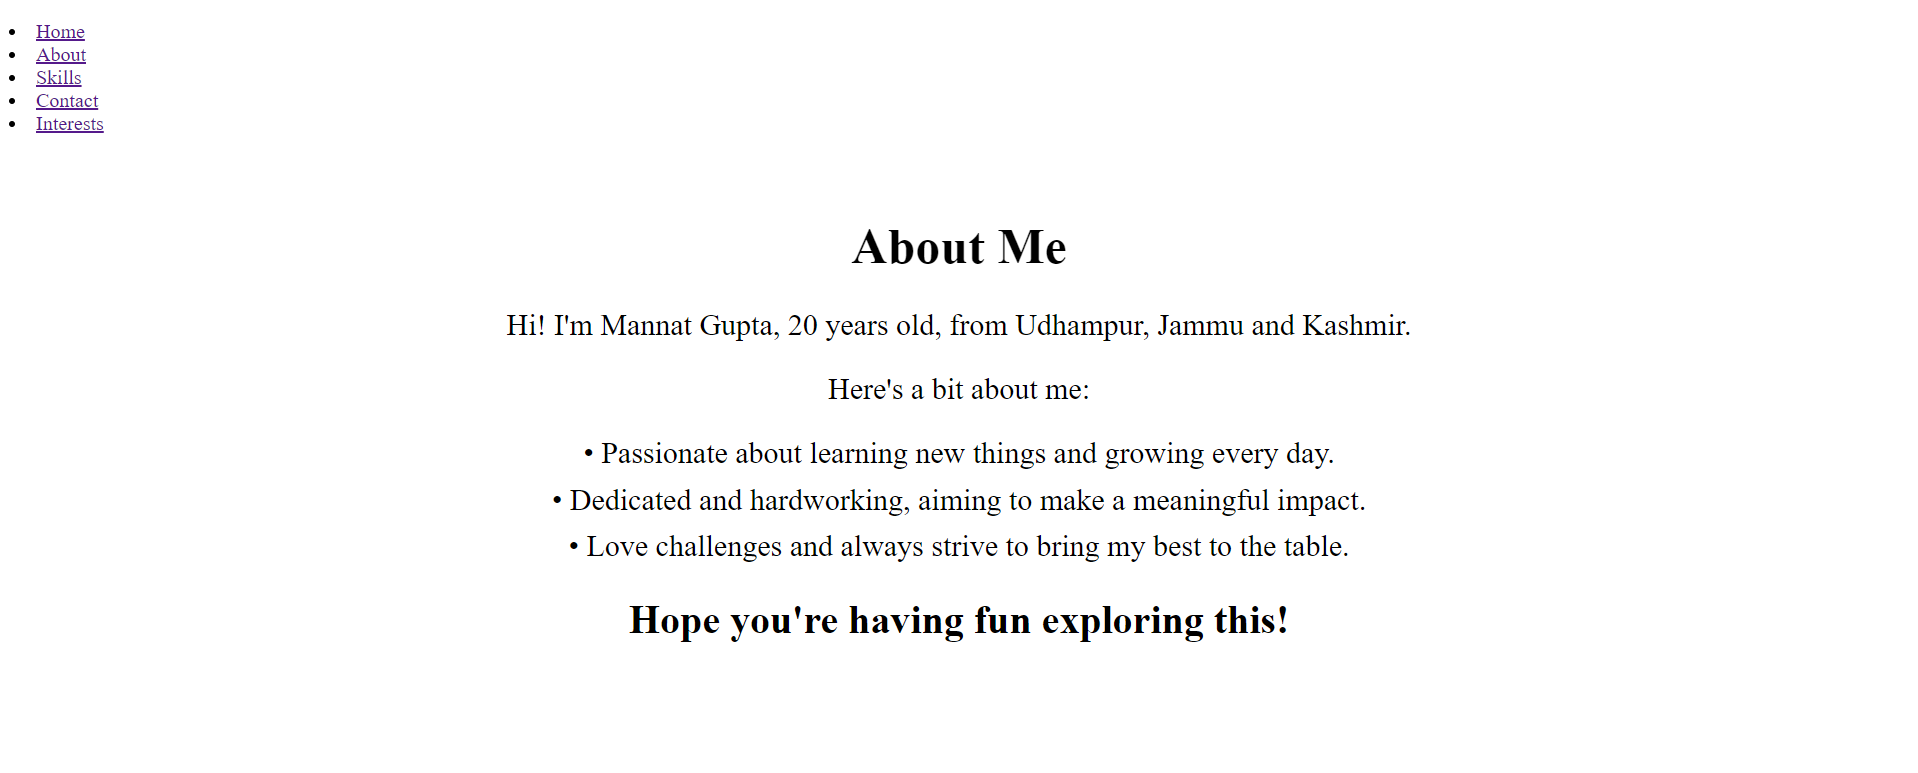 • Home
• About
• Skills
• Contact
• Interests
About Me
Hi! I'm Mannat Gupta, 20 years old, from Udhampur, Jammu and Kashmir.
Here's a bit about me:
• Passionate about learning new things and growing every day.
• Dedicated and hardworking, aiming to make a meaningful impact.
• Love challenges and always strive to bring my best to the table.
Hope you're having fun exploring this!